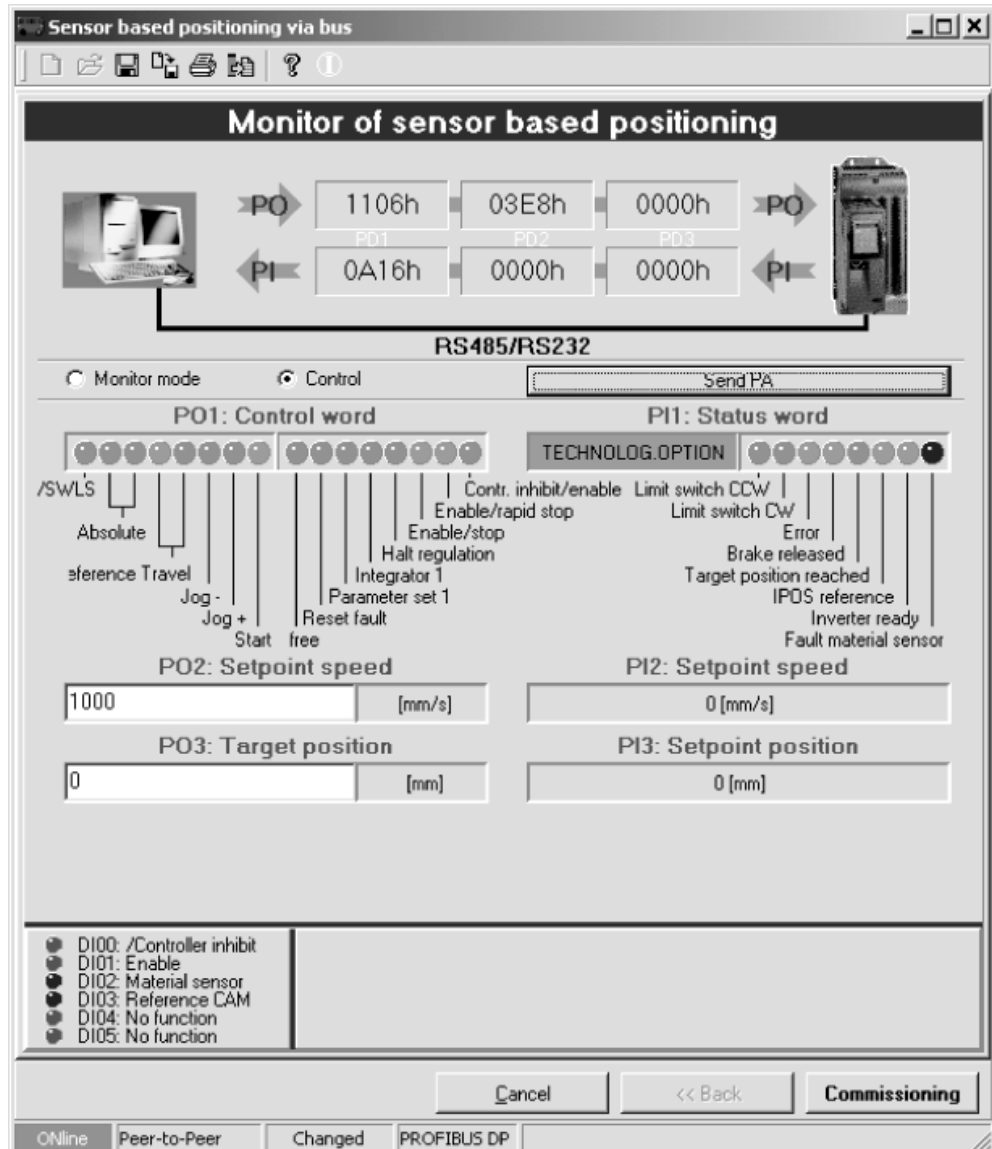 Sensor based positioning via bus
Monitor of sensor based positioning
PO 1106h 03E8h 0000h PO
PD1 PD2 PD3
PI 0A16h 0000h 0000h PI
RS485/RS232
Monitor mode Control Send PA
PO1: Control word PI1: Status word
TECHNOLOG.OPTION
/SWLS Contr. inhibit/enable Limit switch CCW
Enable/rapid stop Limit switch CW
Absolute Enable/stop Error
Halt regulation Brake released
eference Travel Integrator 1 Target position reached
Jog - Parameter set 1 IPOS reference
Jog + Reset fault Inverter ready
Start free Fault material sensor
PO2: Setpoint speed PI2: Setpoint speed
1000 [mm/s] 0 [mm/s]
PO3: Target position PI3: Setpoint position
0 [mm] 0 [mm]
DI00: /Controller inhibit
DI01: Enable
DI02: Material sensor
DI03: Reference CAM
DI04: No function
DI05: No function
Cancel << Back Commissioning
ONline Peer-to-Peer Changed PROFIBUS DP